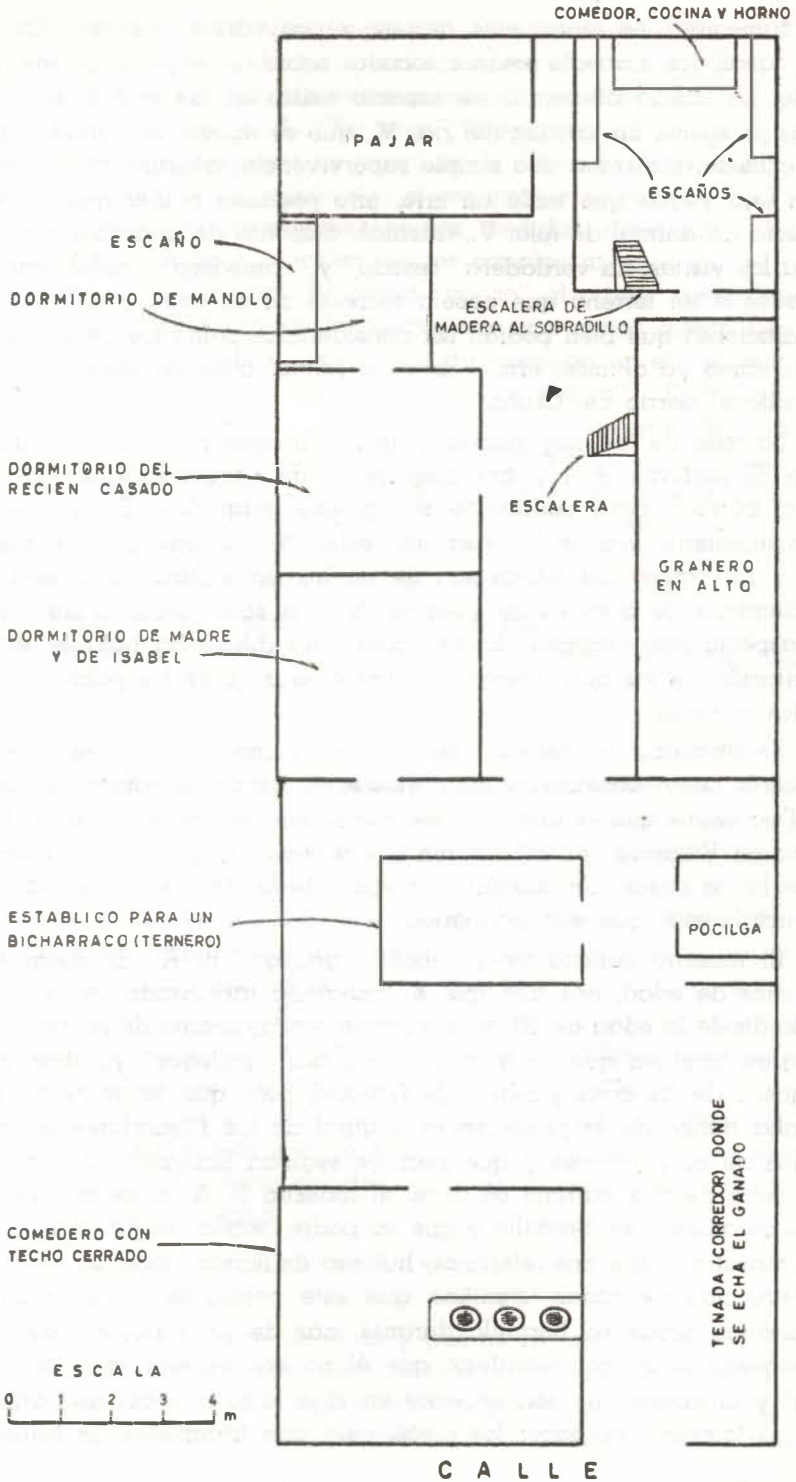 COMEDOR, COCINA Y HORNO
PAJAR
ESCAÑOS
ESCAÑO
DORMITORIO DE MANOLO
ESCALERA DE
MADERA AL SOBRADILLO
DORMITORIO DEL
RECIÉN CASADO
ESCALERA
GRANERO
EN ALTO
DORMITORIO DE MADRE
Y DE ISABEL
ESTABLICO PARA UN
BICHARRACO (TERNERO)
POCILGA
TENADA (CORREDOR) DONDE
SE ECHA EL GANADO
COMEDERO CON
TECHO CERRADO
ESCALA
0 1 2 3 4
m
CALLE